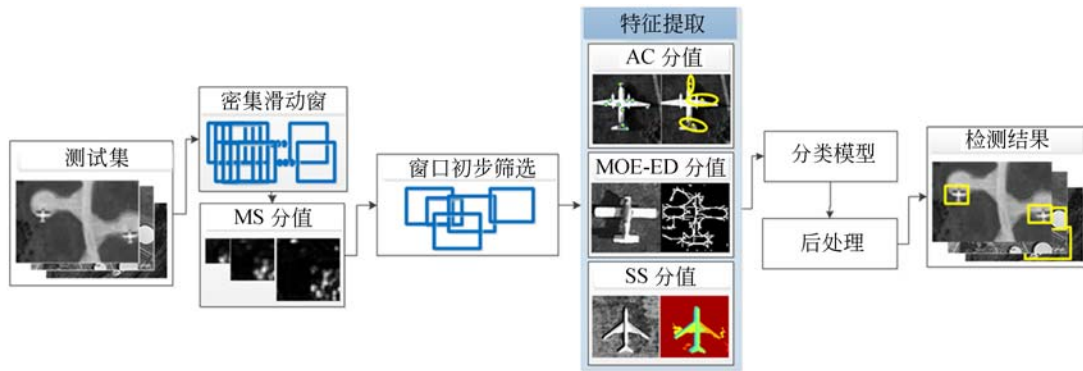 特征提取
AC 分值
密集滑动窗
测试集
窗口初步筛选
MS 分值
MOE-ED 分值
SS 分值
分类模型
后处理
检测结果